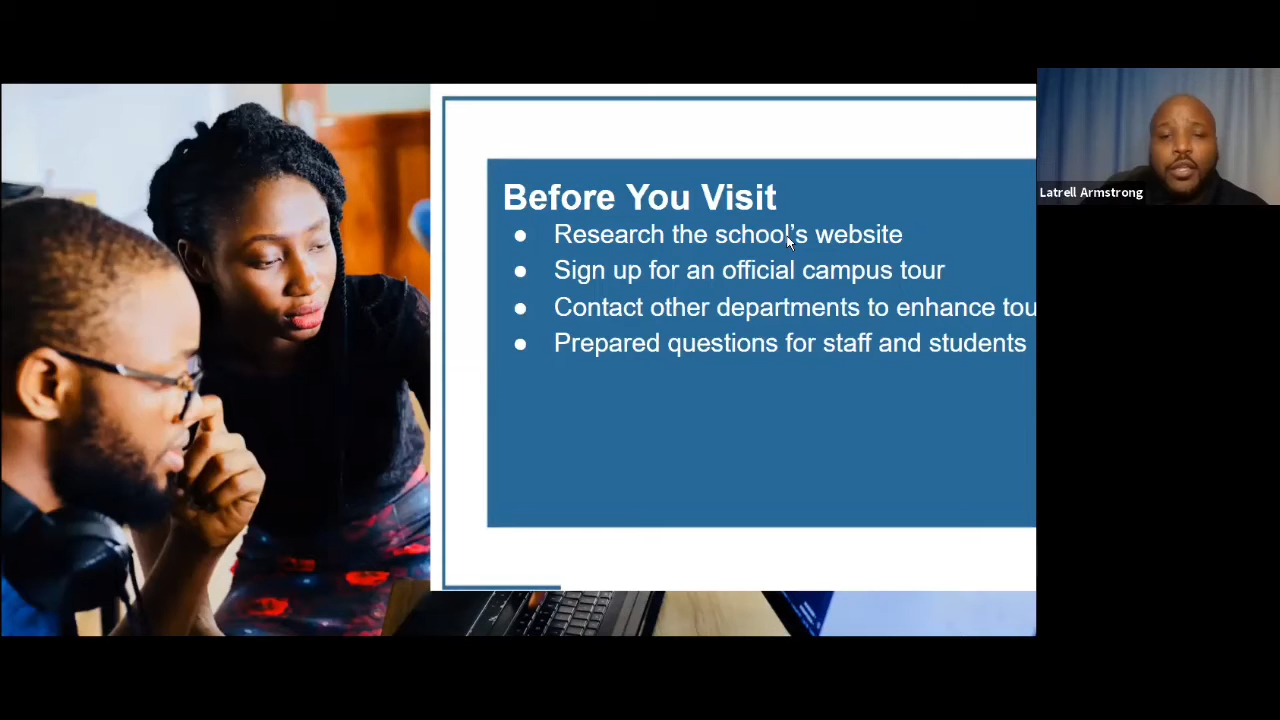 Before You Visit
● Research the school's website
● Sign up for an official campus tour
● Contact other departments to enhance tou
● Prepared questions for staff and students
Latrell Armstrong